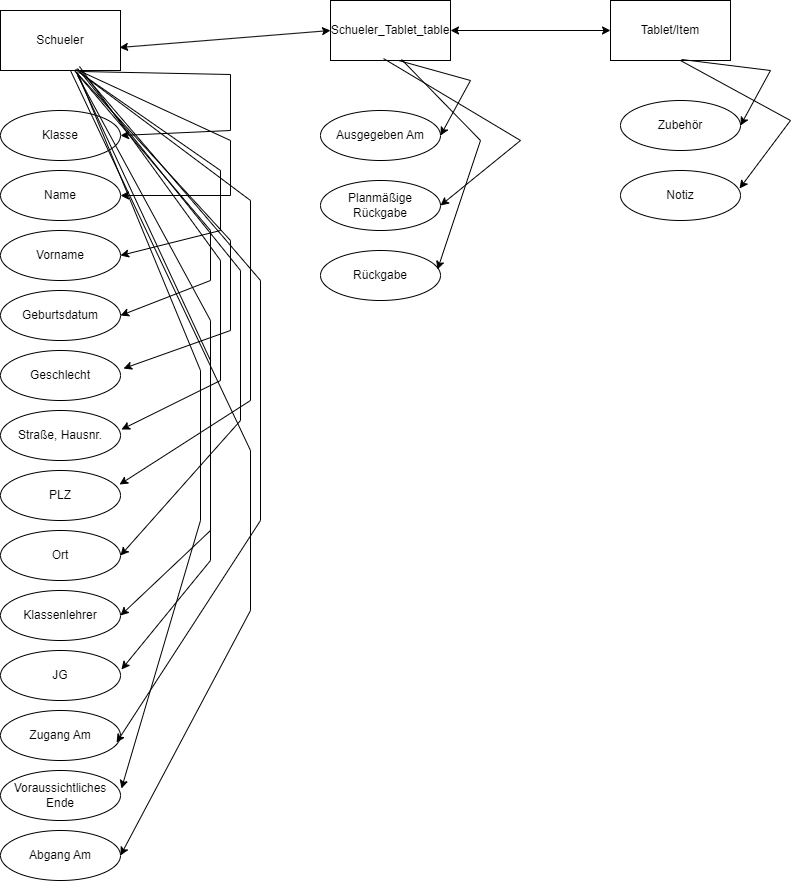 Schueler
Schueler_Tablet_table
Tablet/Item
Klasse
Name
Vorname
Geburtsdatum
Geschlecht
Straße, Hausnr.
PLZ
Ort
Klassenlehrer
JG
Zugang Am
Voraussichtliches
Ende
Abgang Am
Ausgegeben Am
Planmäßige
Rückgabe
Rückgabe
Zubehör
Notiz